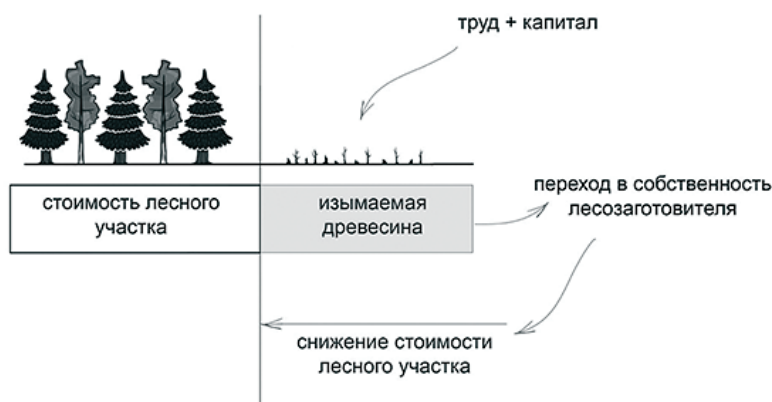 труд + капитал
стоимость лесного
участка
изымаемая
древесина
переход в собственность
лесозаготовителя
снижение стоимости
лесного участка